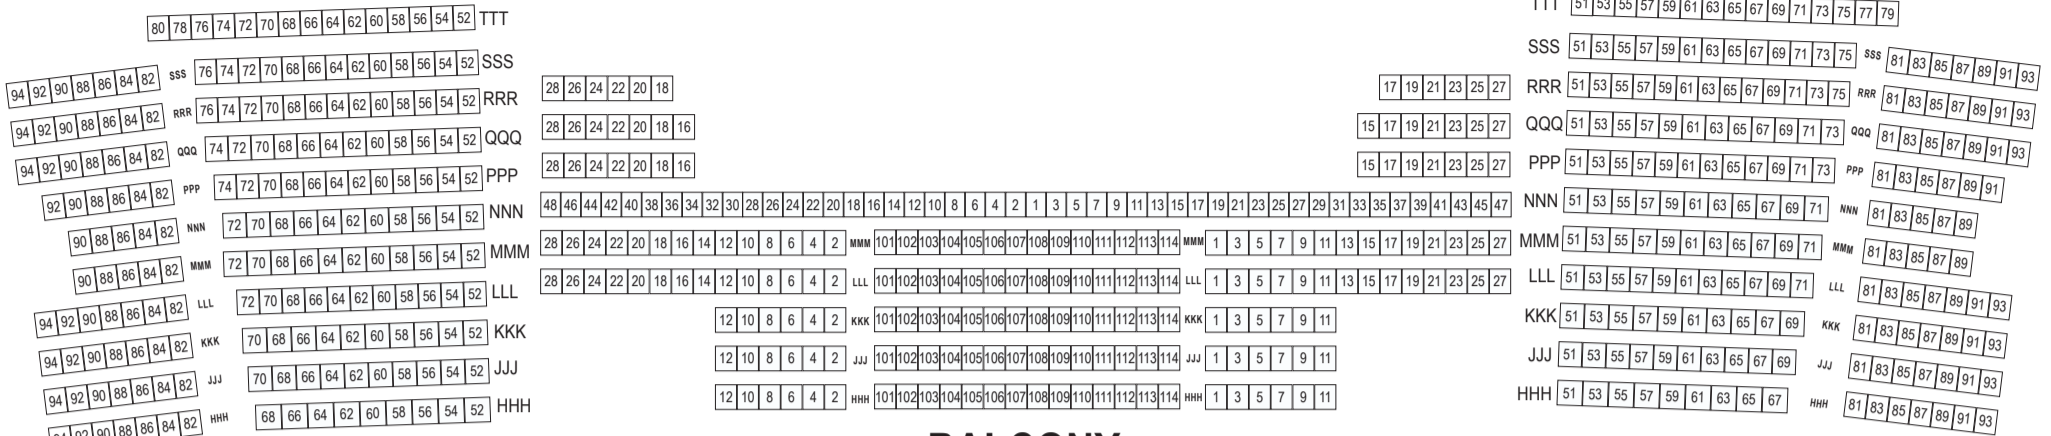 80 78 76 74 72 70 68 66 64 62 60 58 56 54 52 TTT TTT 51 53 55 57 59 61 63 65 67 69 71 73 75 77 79
94 92 90 88 86 84 82 SSS 76 74 72 70 68 66 64 62 60 58 56 54 52 SSS SSS 51 53 55 57 59 61 63 65 67 69 71 73 75 SSS 81 83 85 87 89 91 93
94 92 90 88 86 84 82 RRR 76 74 72 70 68 66 64 62 60 58 56 54 52 RRR 28 26 24 22 20 18 17 19 21 23 25 27 RRR 51 53 55 57 59 61 63 65 67 69 71 73 75 RRR 81 83 85 87 89 91 93
94 92 90 88 86 84 82 QQQ 74 72 70 68 66 64 62 60 58 56 54 52 QQQ 28 26 24 22 20 18 16 15 17 19 21 23 25 27 QQQ 51 53 55 57 59 61 63 65 67 69 71 73 QQQ 81 83 85 87 89 91 93
92 90 88 86 84 82 PPP 74 72 70 68 66 64 62 60 58 56 54 52 PPP 28 26 24 22 20 18 16 15 17 19 21 23 25 27 PPP 51 53 55 57 59 61 63 65 67 69 71 73 PPP 81 83 85 87 89 91
90 88 86 84 82 NNN 72 70 68 66 64 62 60 58 56 54 52 NNN 48 46 44 42 40 38 36 34 32 30 28 26 24 22 20 18 16 14 12 10 8 6 4 2 1 3 5 7 9 11 13 15 17 19 21 23 25 27 29 31 33 35 37 39 41 43 45 47 NNN 51 53 55 57 59 61 63 65 67 69 71 NNN 81 83 85 87 89
90 88 86 84 82 MMM 72 70 68 66 64 62 60 58 56 54 52 MMM 28 26 24 22 20 18 16 14 12 10 8 6 4 2 MMM 101 102 103 104 105 106 107 108 109 110 111 112 113 114 MMM 1 3 5 7 9 11 13 15 17 19 21 23 25 27 MMM 51 53 55 57 59 61 63 65 67 69 71 MMM 81 83 85 87 89
94 92 90 88 86 84 82 LLL 72 70 68 66 64 62 60 58 56 54 52 LLL 28 26 24 22 20 18 16 14 12 10 8 6 4 2 LLL 101 102 103 104 105 106 107 108 109 110 111 112 113 114 LLL 1 3 5 7 9 11 13 15 17 19 21 23 25 27 LLL 51 53 55 57 59 61 63 65 67 69 71 LLL 81 83 85 87 89 91 93
94 92 90 88 86 84 82 KKK 70 68 66 64 62 60 58 56 54 52 KKK 12 10 8 6 4 2 KKK 101 102 103 104 105 106 107 108 109 110 111 112 113 114 KKK 1 3 5 7 9 11 KKK 51 53 55 57 59 61 63 65 67 69 KKK 81 83 85 87 89 91 93
94 92 90 88 86 84 82 JJJ 70 68 66 64 62 60 58 56 54 52 JJJ 12 10 8 6 4 2 JJJ 101 102 103 104 105 106 107 108 109 110 111 112 113 114 JJJ 1 3 5 7 9 11 JJJ 51 53 55 57 59 61 63 65 67 69 JJJ 81 83 85 87 89 91 93
94 92 90 88 86 84 82 HHH 68 66 64 62 60 58 56 54 52 HHH 12 10 8 6 4 2 HHH 101 102 103 104 105 106 107 108 109 110 111 112 113 114 HHH 1 3 5 7 9 11 HHH 51 53 55 57 59 61 63 65 67 HHH 81 83 85 87 89 91 93
BALCONY